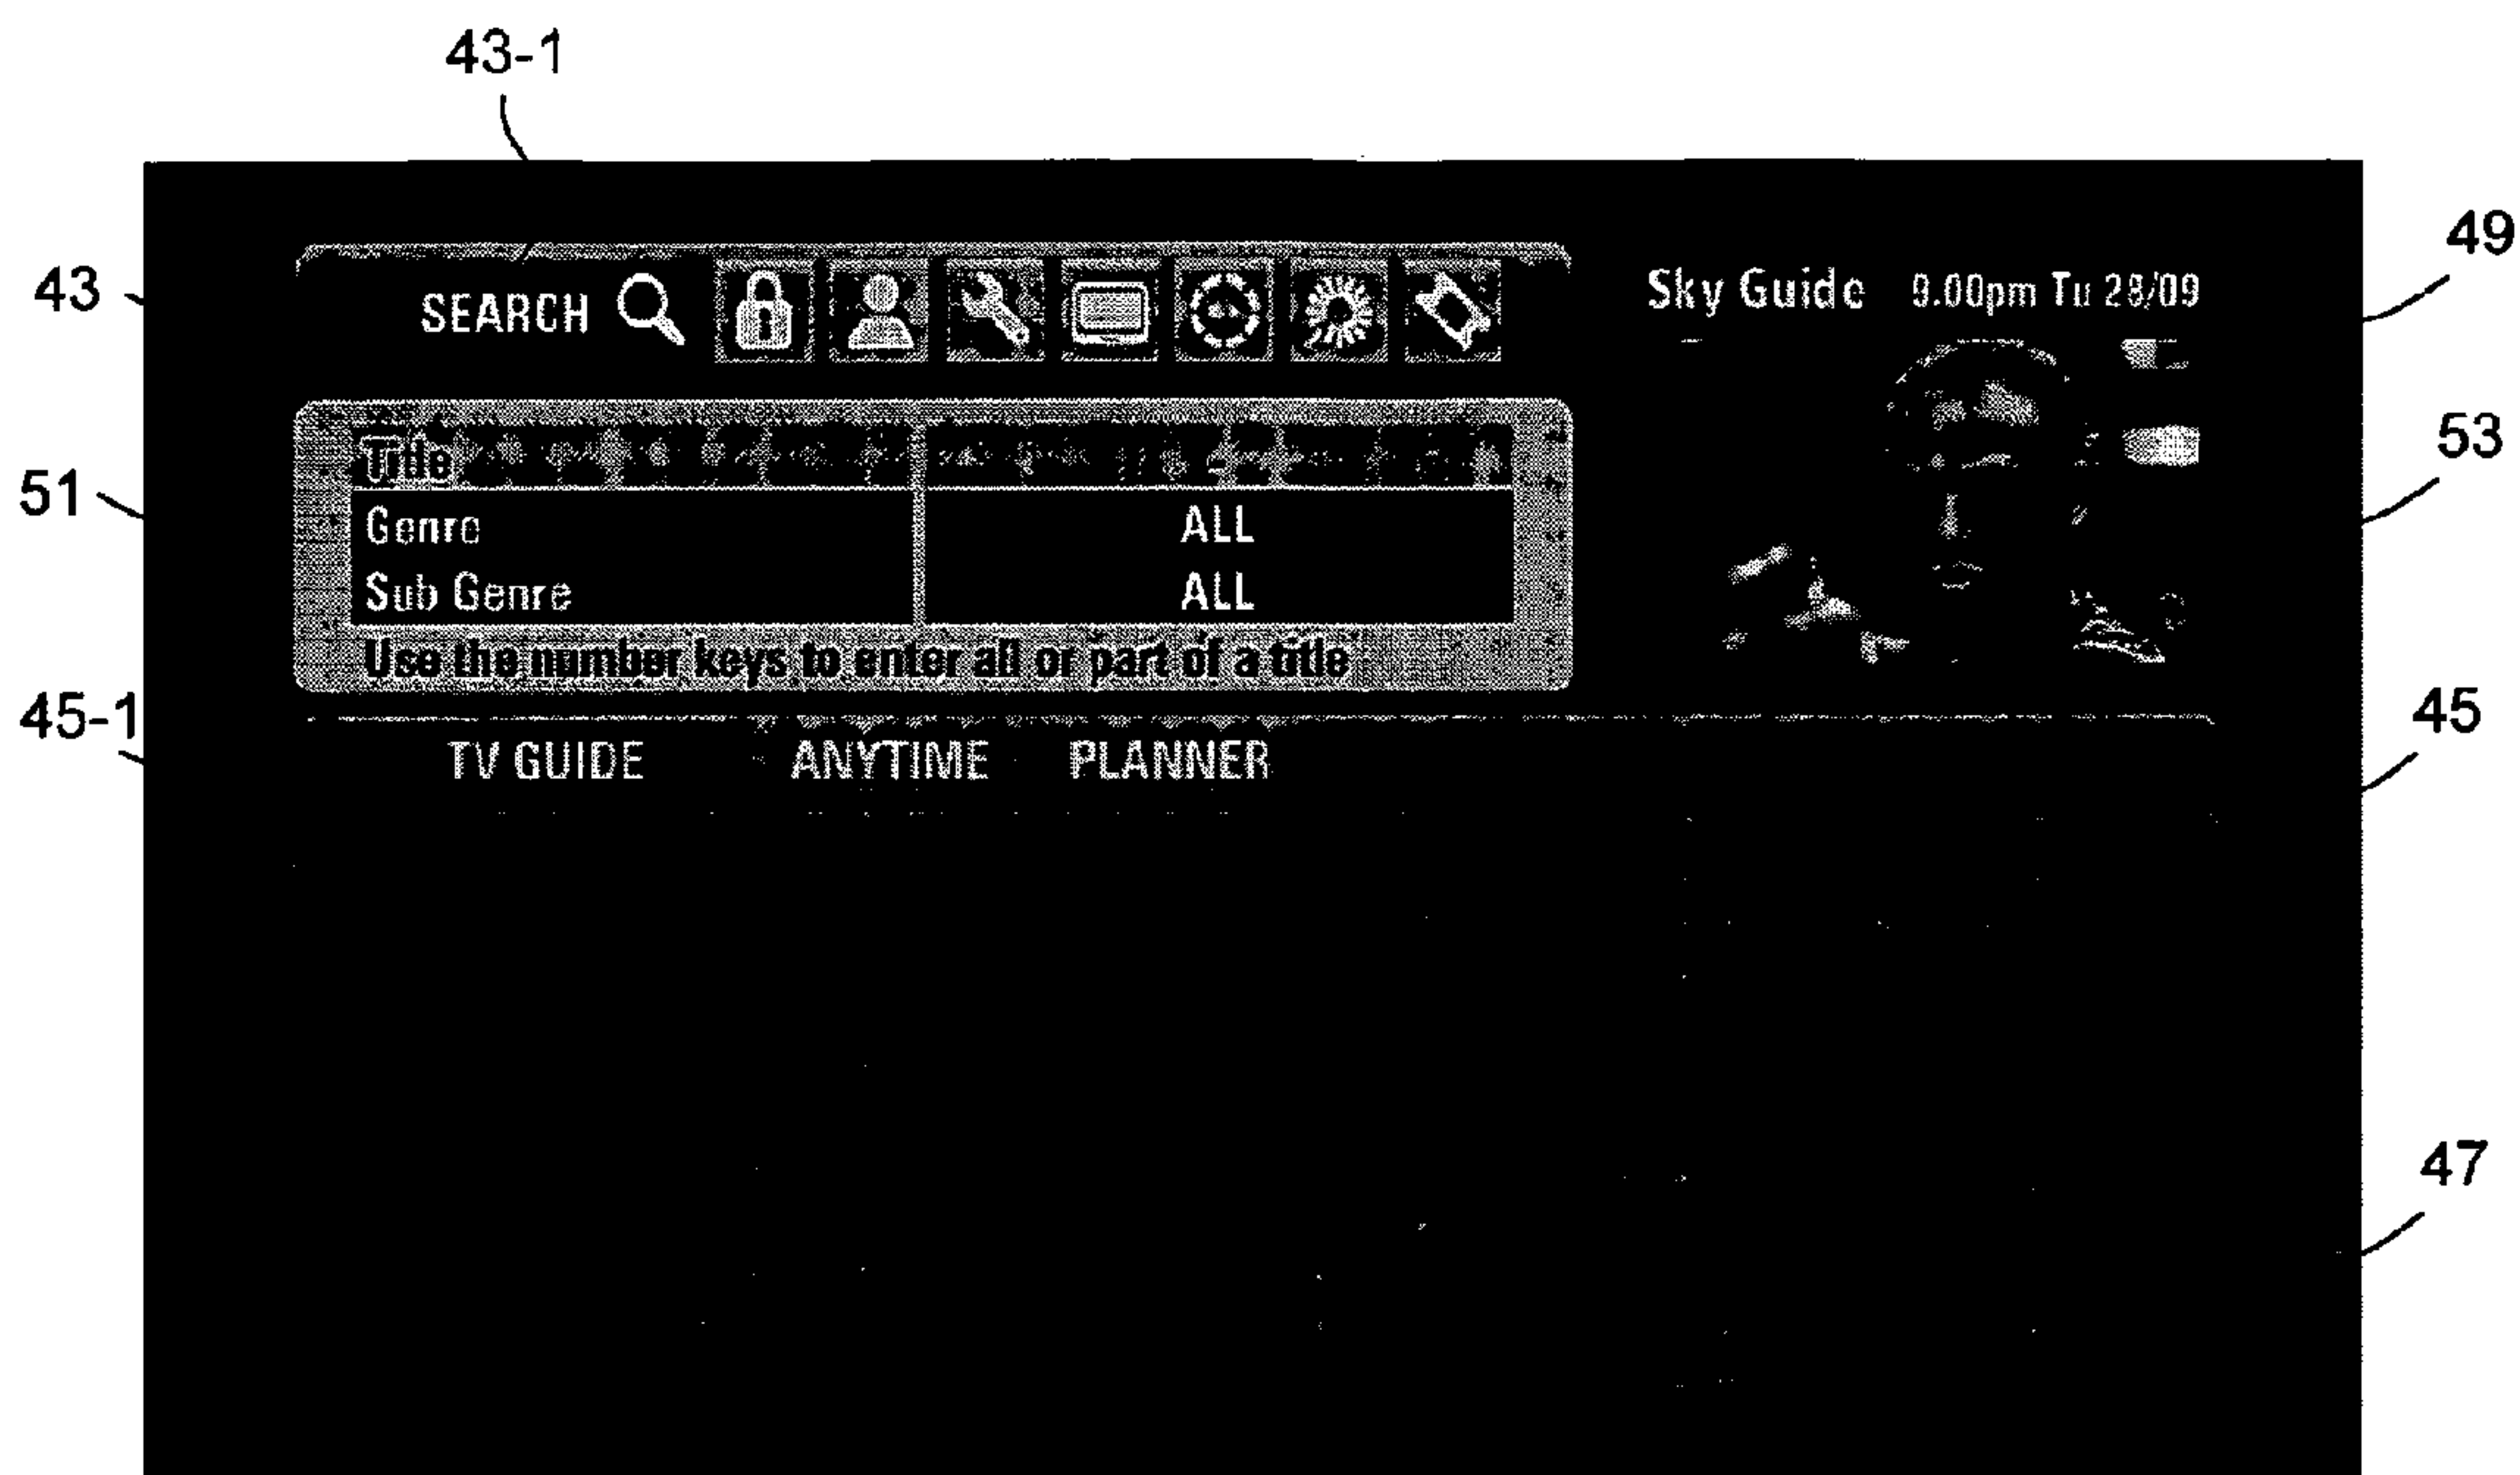 43-1
49
43
SEARCH
Sky Guide 9.00pm Tu 28/09
53
51
Title
Genre ALL
Sub Genre ALL
Use the number keys to enter all or part of a title
45-1
45
TV GUIDE ANYTIME PLANNER
47